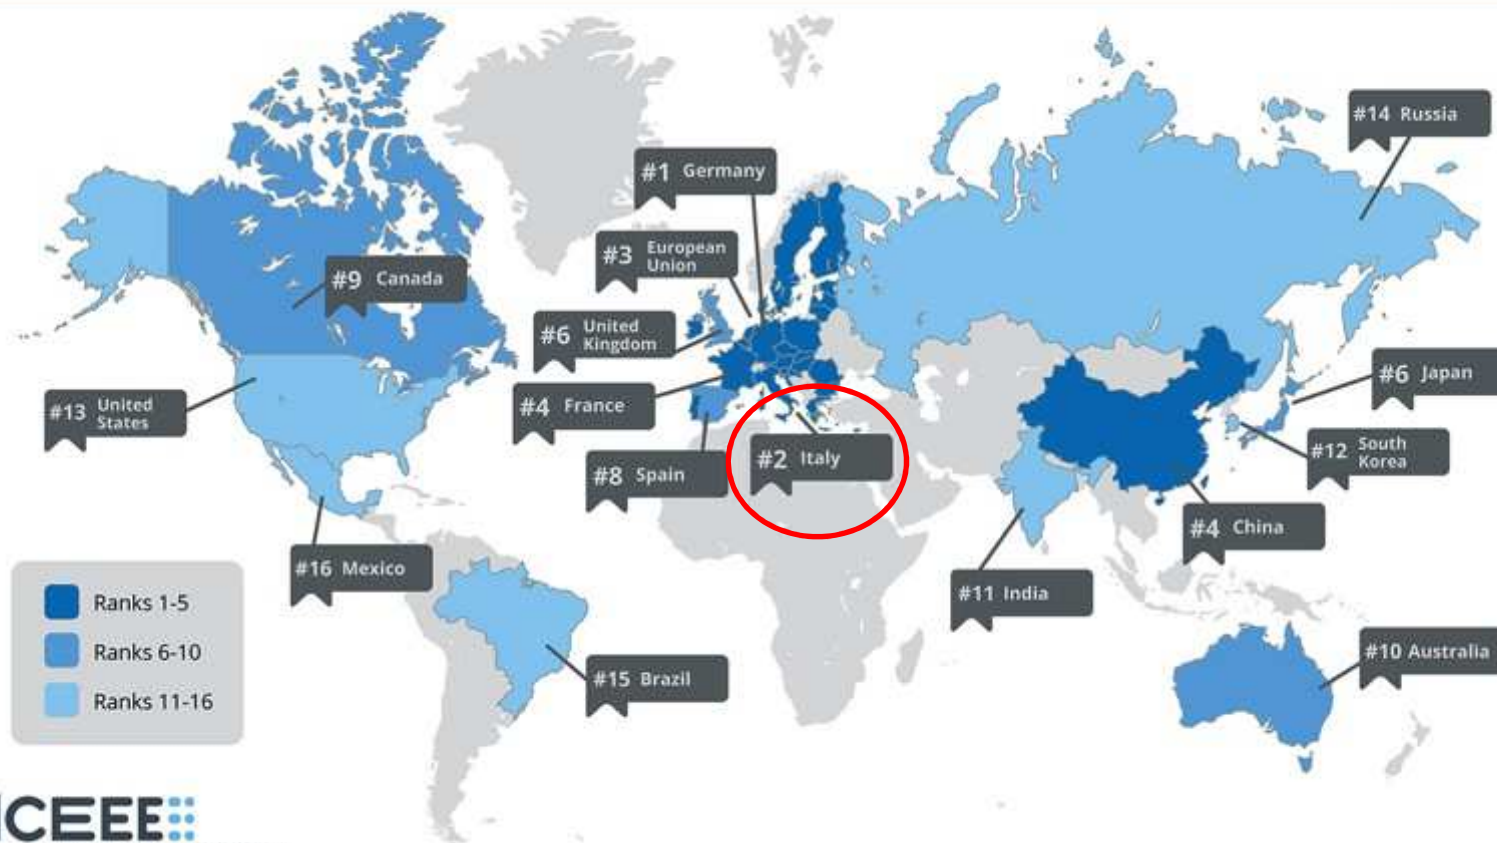 #14 Russia
#1 Germany
#3 European
Union
#9 Canada
#6 United
Kingdom
#13 United
States
#4 France
#6 Japan
#2 Italy
#8 Spain
#12 South
Korea
#4 China
#16 Mexico
#11 India
#15 Brazil
#10 Australia
Ranks 1-5
Ranks 6-10
Ranks 11-16
CEEE